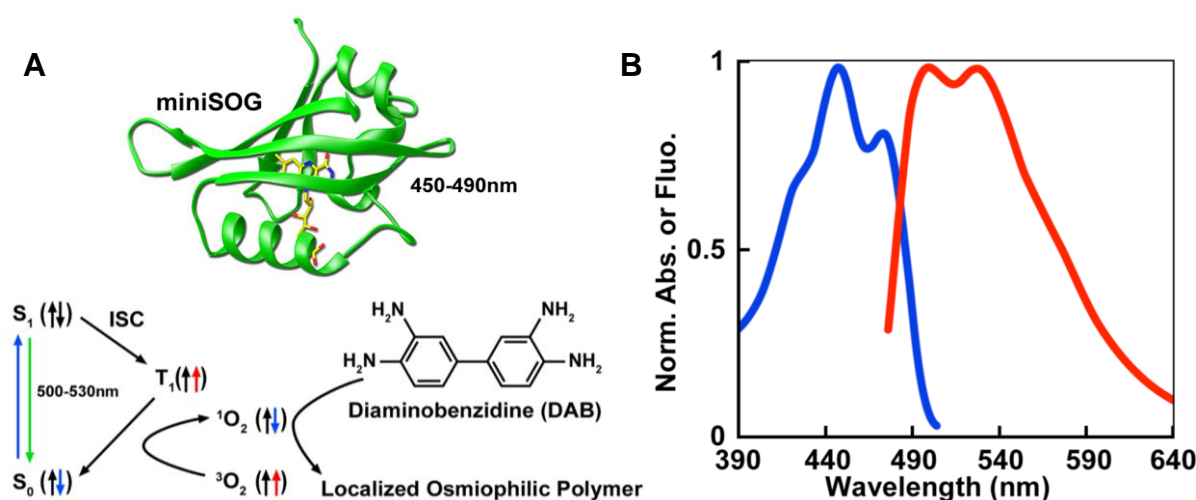 A
miniSOG
450-490nm
S₁ (↑↓)
ISC
T₁(↑↑)
500-530nm
¹O₂ (↑↓)
³O₂ (↑↑)
S₀ (↑↓)
H₂N
NH₂
H₂N
NH₂
Diaminobenzidine (DAB)
Localized Osmiophilic Polymer
B
Norm. Abs. or Fluo.
1
0.5
0
390 440 490 540 590 640
Wavelength (nm)